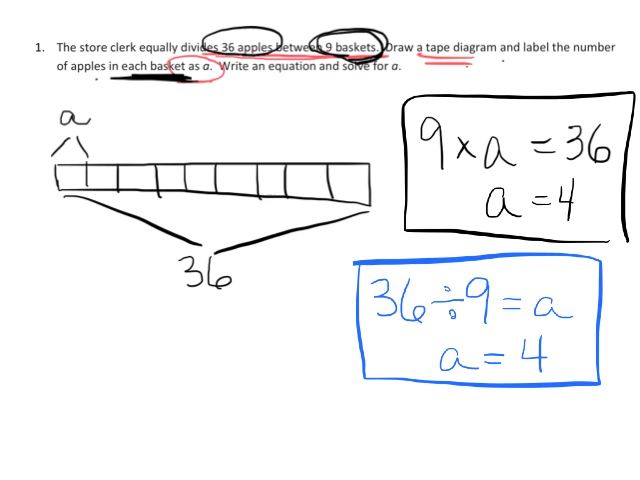 1. The store clerk equally divides 36 apples between 9 baskets. Draw a tape diagram and label the number
of apples in each basket as a. Write an equation and solve for a.
a
36
9 x a = 36
a = 4
36 ÷ 9 = a
a = 4